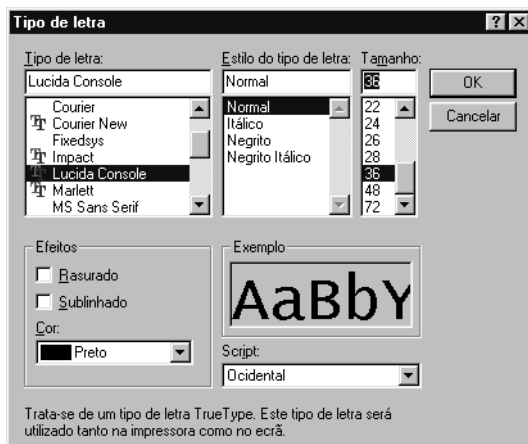 Tipo de letra
Tipo de letra: Estilo do tipo de letra: Tamanho:
Lucida Console Normal 36 OK
Courier Normal 22 Cancelar
Courier New Itálico 24
Fixedsys Negrito 26
Impact Negrito Itálico 28
Lucida Console 36
Marlett 48
MS Sans Serif 72
Efeitos Exemplo
Rasurado
Sublinhado AaBbY
Cor:
Preto Script:
Ocidental
Trata-se de um tipo de letra TrueType. Este tipo de letra será
utilizado tanto na impressora como no ecrã.